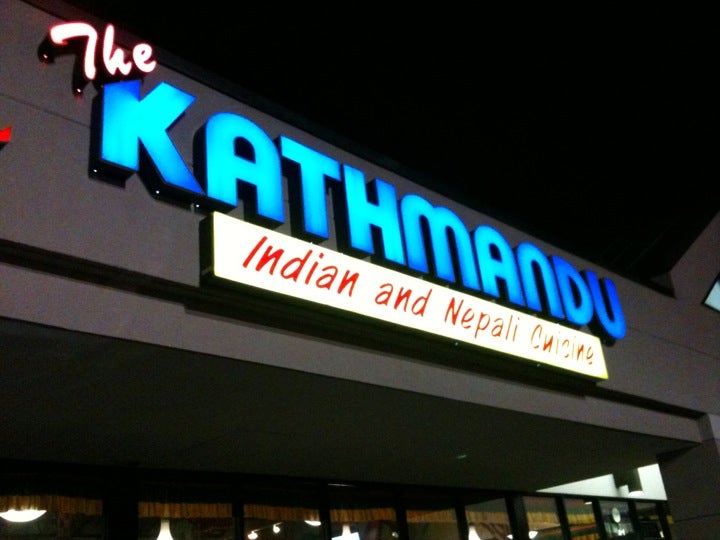 The
KATHMANDU
Indian and Nepali Cuisine